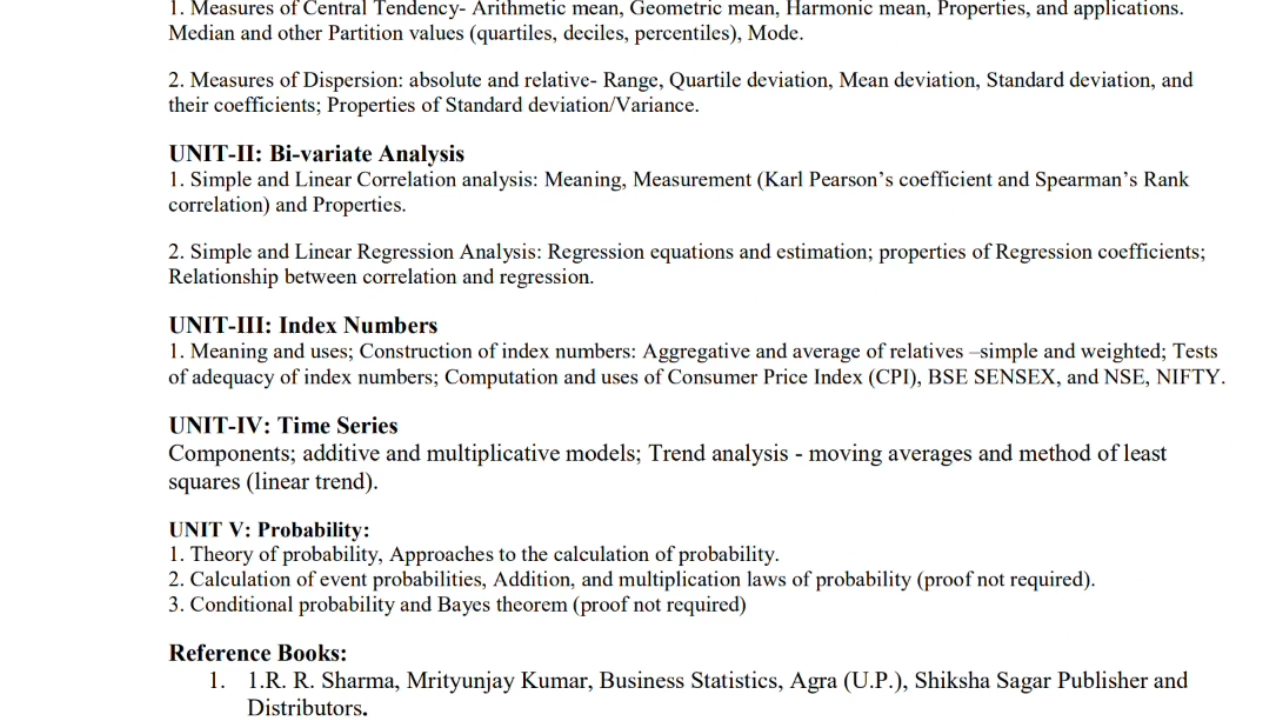 1. Measures of Central Tendency- Arithmetic mean, Geometric mean, Harmonic mean, Properties, and applications.
Median and other Partition values (quartiles, deciles, percentiles), Mode.
2. Measures of Dispersion: absolute and relative- Range, Quartile deviation, Mean deviation, Standard deviation, and
their coefficients; Properties of Standard deviation/Variance.
UNIT-II: Bi-variate Analysis
1. Simple and Linear Correlation analysis: Meaning, Measurement (Karl Pearson’s coefficient and Spearman’s Rank
correlation) and Properties.
2. Simple and Linear Regression Analysis: Regression equations and estimation; properties of Regression coefficients;
Relationship between correlation and regression.
UNIT-III: Index Numbers
1. Meaning and uses; Construction of index numbers: Aggregative and average of relatives –simple and weighted; Tests
of adequacy of index numbers; Computation and uses of Consumer Price Index (CPI), BSE SENSEX, and NSE, NIFTY.
UNIT-IV: Time Series
Components; additive and multiplicative models; Trend analysis - moving averages and method of least
squares (linear trend).
UNIT V: Probability:
1. Theory of probability, Approaches to the calculation of probability.
2. Calculation of event probabilities, Addition, and multiplication laws of probability (proof not required).
3. Conditional probability and Bayes theorem (proof not required)
Reference Books:
1. 1.R. R. Sharma, Mrityunjay Kumar, Business Statistics, Agra (U.P.), Shiksha Sagar Publisher and
Distributors.